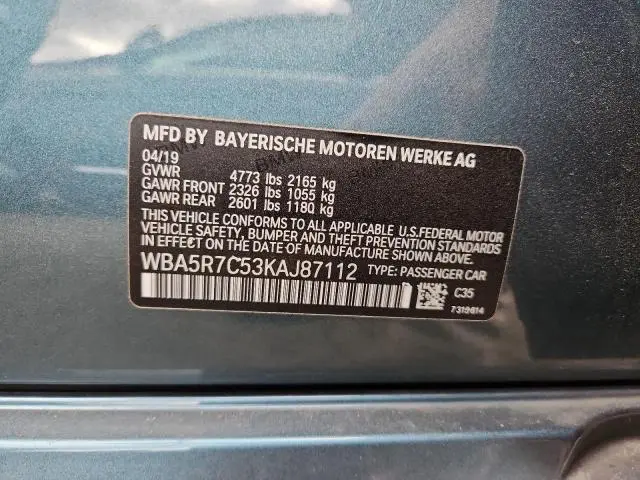 MFD BY BAYERISCHE MOTOREN WERKE AG
04/19
GVWR 4773 lbs 2165 kg
GAWR FRONT 2326 lbs 1055 kg
GAWR REAR 2601 lbs 1180 kg
THIS VEHICLE CONFORMS TO ALL APPLICABLE U.S.FEDERAL MOTOR
VEHICLE SAFETY, BUMPER AND THEFT PREVENTION STANDARDS
IN EFFECT ON THE DATE OF MANUFACTURE SHOWN ABOVE.
WBA5R7C53KAJ87112 TYPE: PASSENGER CAR
C35
7319614